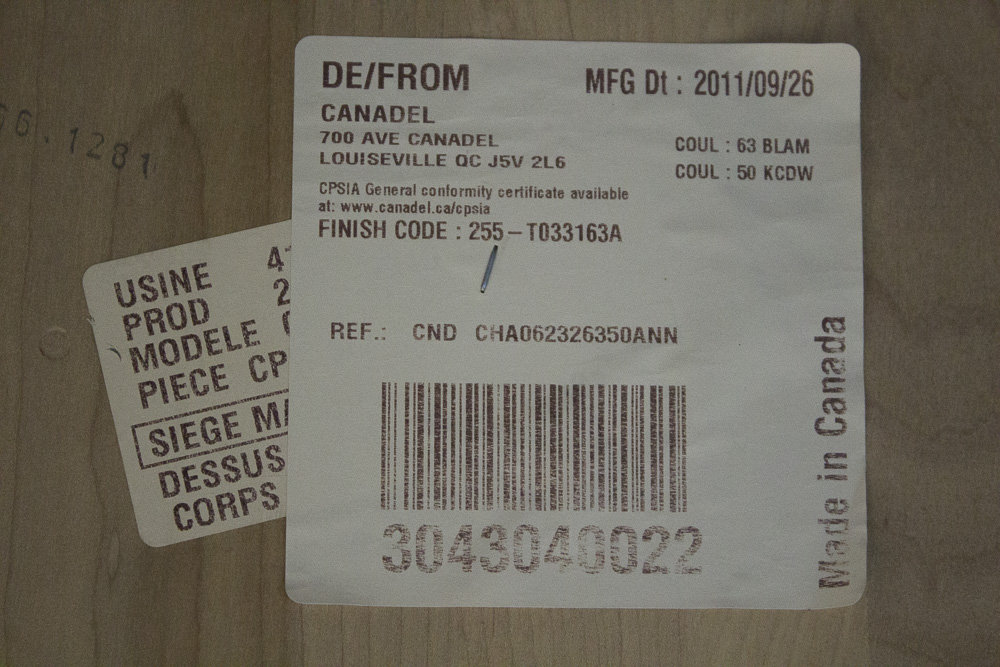 DE/FROM
MFG Dt : 2011/09/26
CANADEL
700 AVE CANADEL
LOUISEVILLE QC J5V 2L6
COUL : 63 BLAM
COUL : 50 KCDW
CPSIA General conformity certificate available
at: www.canadel.ca/cpsia
FINISH CODE : 255-T033163A
REF.: CND CHA062326350ANN
3043040022
Made in Canada
USINE
PROD
MODELE
PIECE CP
SIEGE
DESSUS
CORPS